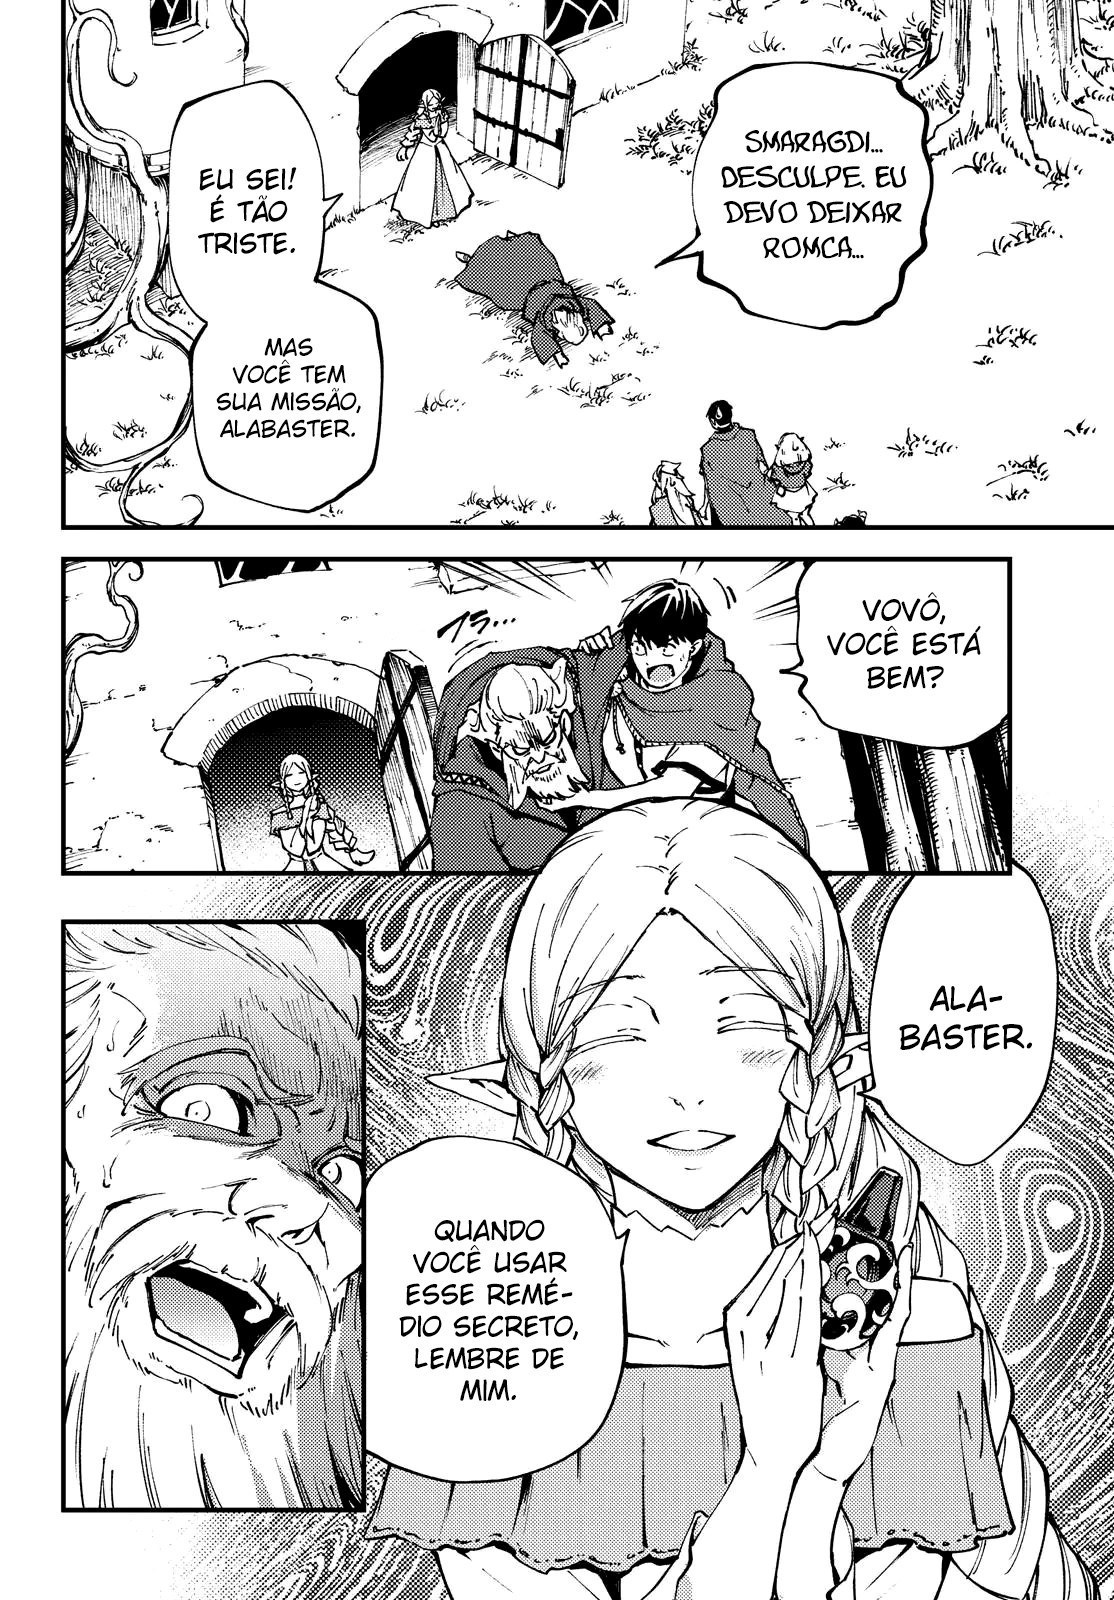 SMARAGDI...
DESCULPE. EU
DEVO DEIXAR
ROMCA...
EU SEI!
É TÃO
TRISTE.
MAS
VOCÊ TEM
SUA MISSÃO,
ALABASTER.
VOVÔ,
VOCÊ ESTÁ
BEM?
ALA-
BASTER.
QUANDO
VOCÊ USAR
ESSE REMÉ-
DIO SECRETO,
LEMBRE DE
MIM.